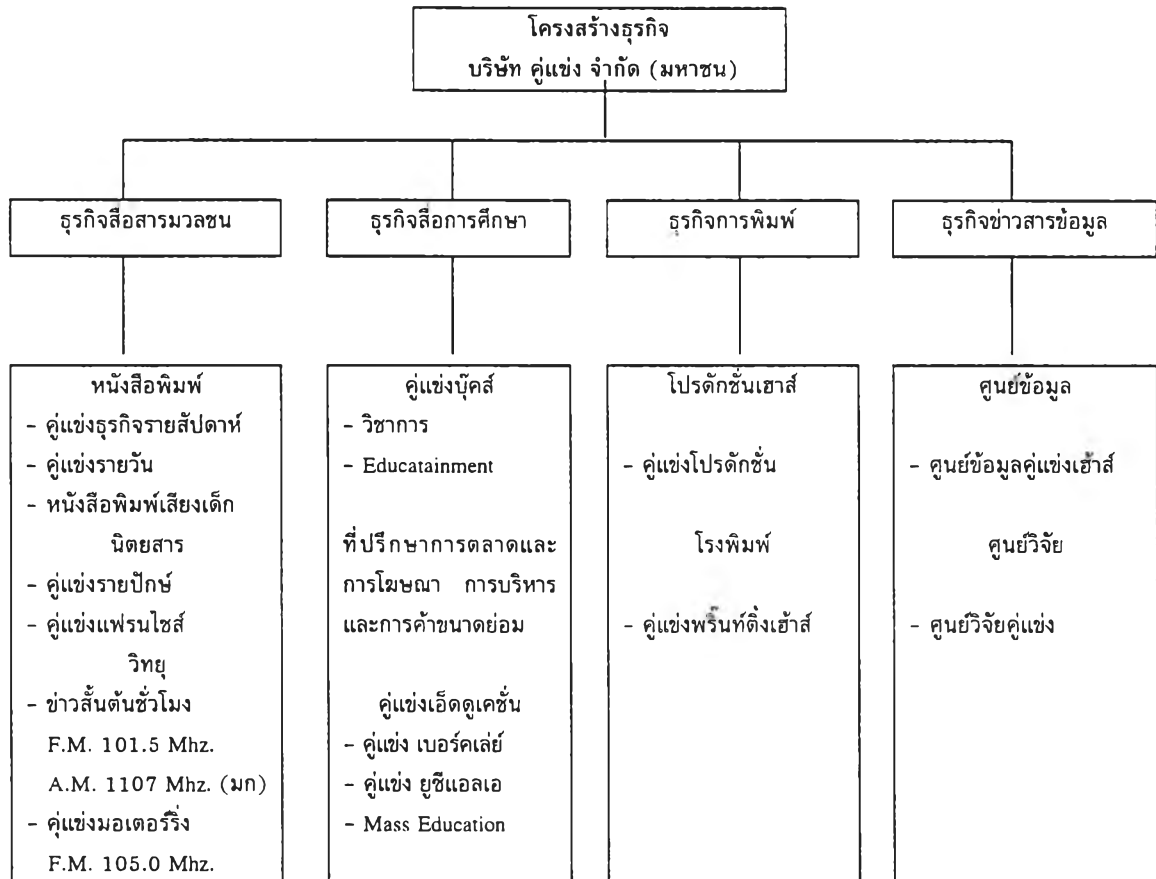 โครงสร้างธุรกิจ
บริษัท คู่แข่ง จำกัด (มหาชน)
ธุรกิจสื่อสารมวลชน
ธุรกิจสื่อการศึกษา
ธุรกิจการพิมพ์
ธุรกิจข่าวสารข้อมูล
หนังสือพิมพ์
- คู่แข่งธุรกิจรายสัปดาห์
- คู่แข่งรายวัน
- หนังสือพิมพ์เสียงเด็ก
นิตยสาร
- คู่แข่งรายปักษ์
- คู่แข่งแฟรนไชส์
วิทยุ
- ข่าวสั้นต้นชั่วโมง
F.M. 101.5 Mhz.
A.M. 1107 Mhz. (มก)
- คู่แข่งมอเตอร์ริ่ง
F.M. 105.0 Mhz.
คู่แข่งบุ๊คส์
- วิชาการ
- Educatainment
ที่ปรึกษาการตลาดและ
การโฆษณา การบริหาร
และการค้าขนาดย่อม
คู่แข่งเอ็ดดูเคชั่น
- คู่แข่ง เบอร์คเล่ย์
- คู่แข่ง ยูซีแอลเอ
- Mass Education
โปรดักชั่นเฮาส์
- คู่แข่งโปรดักชั่น
โรงพิมพ์
- คู่แข่งพริ้นท์ติ้งเฮ้าส์
ศูนย์ข้อมูล
- ศูนย์ข้อมูลคู่แข่งเฮ้าส์
ศูนย์วิจัย
- ศูนย์วิจัยคู่แข่ง